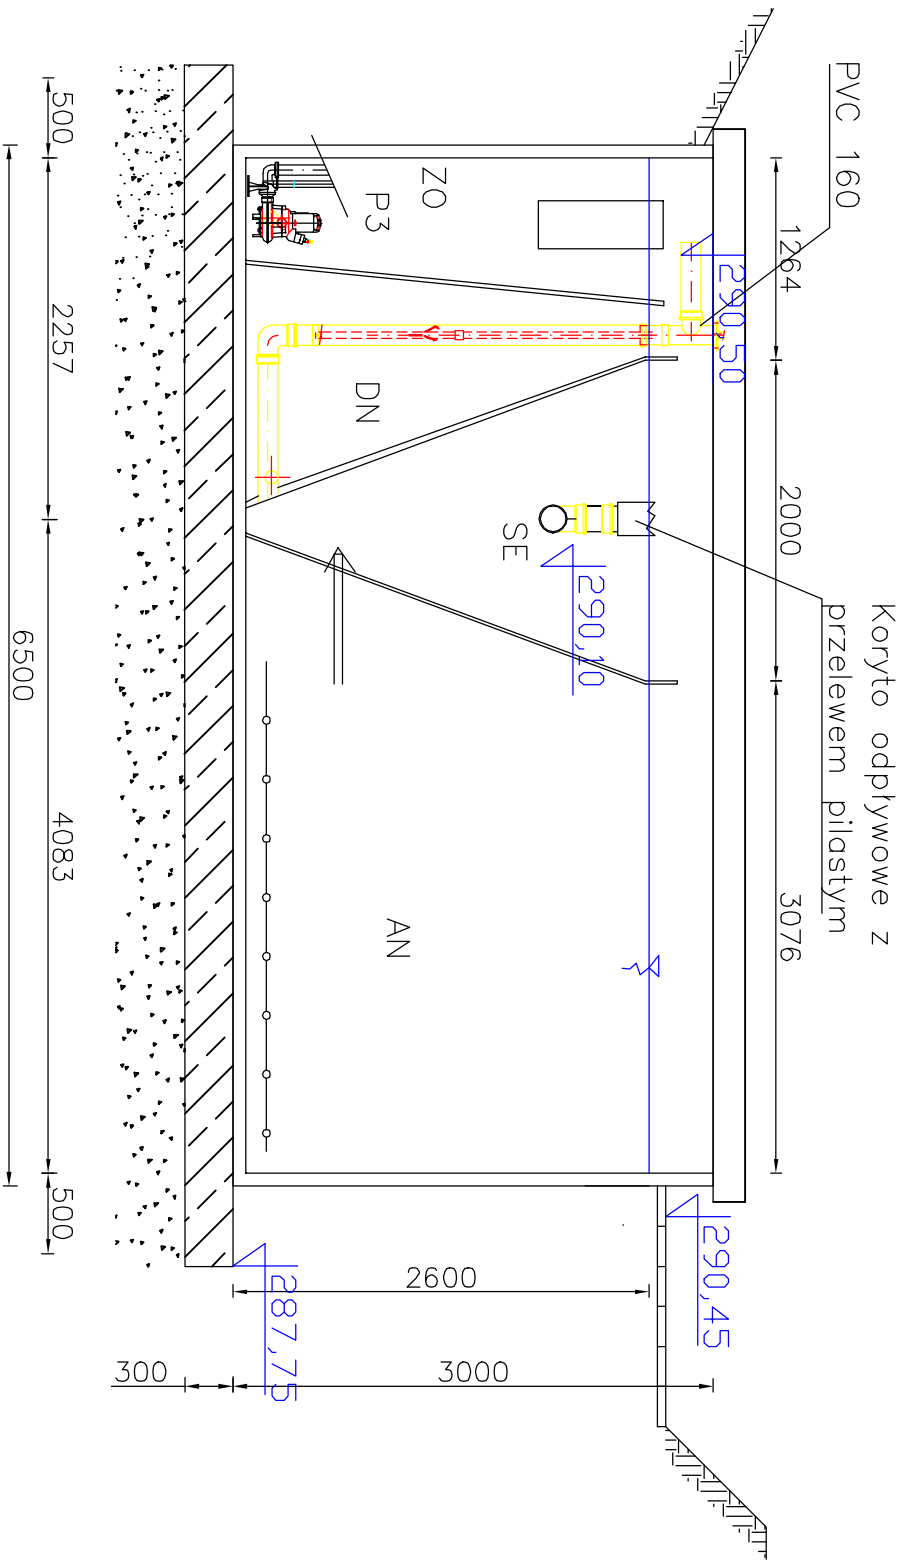 PVC 160
Koryto odpływowe z
przelewem pilastym
1264
2000
3076
290,50
290,45
ZO
P3
DN
SE
290,10
AN
2600
3000
300
287,75
500
2257
4083
500
6500